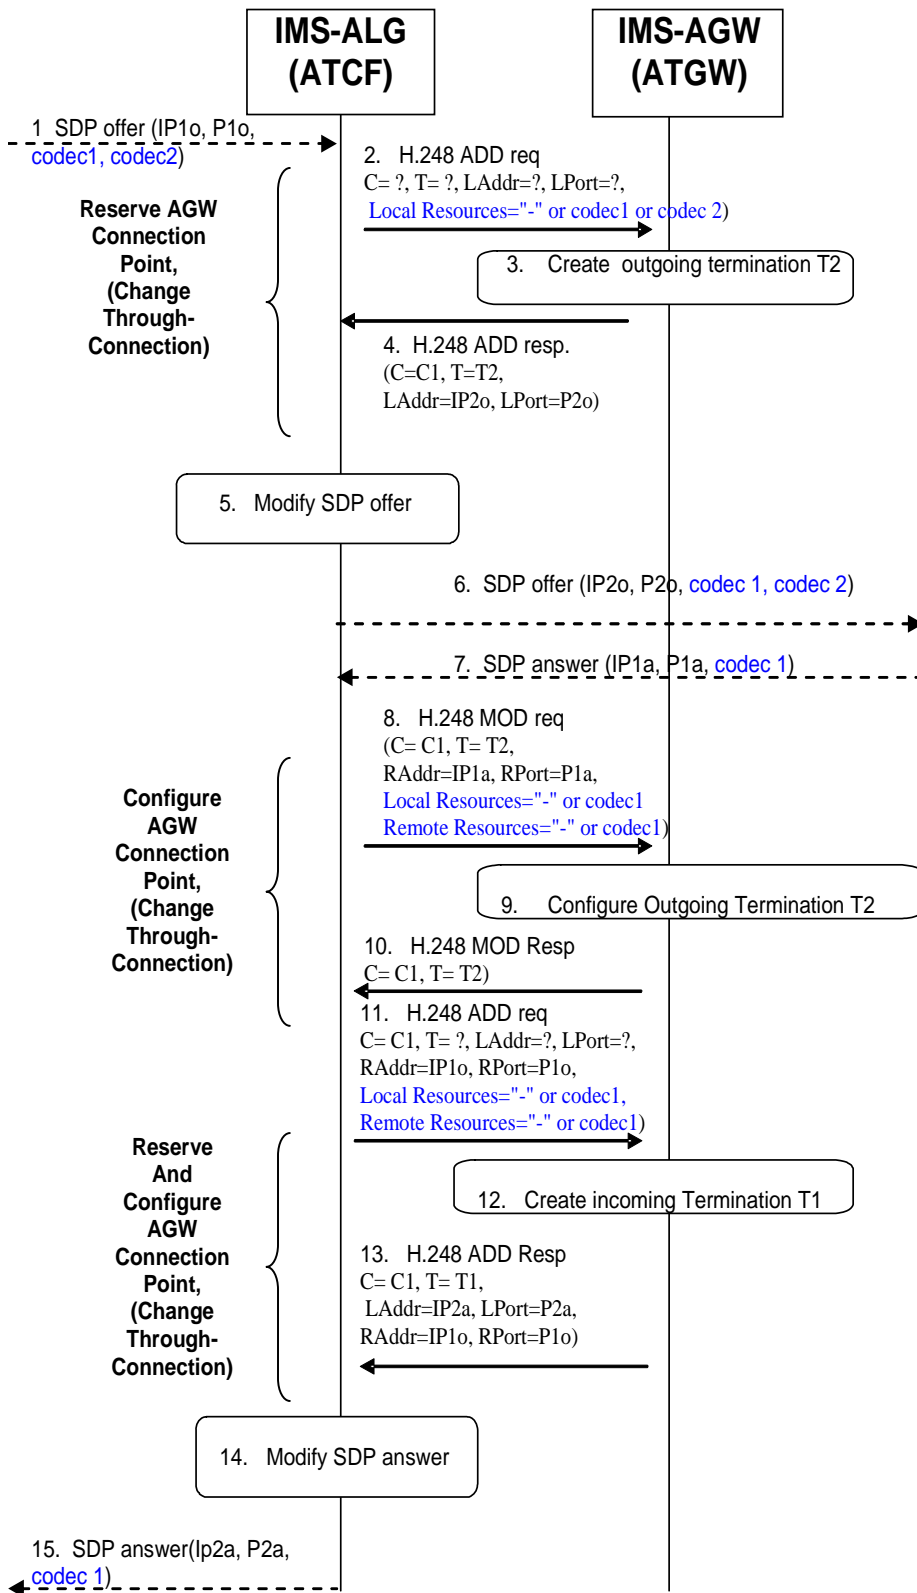 IMS-ALG
(ATCF)
IMS-AGW
(ATGW)
1 SDP offer (IP1o, P1o,
codec1, codec2)
2. H.248 ADD req
C= ?, T= ?, LAddr=?, LPort=?,
Local Resources="-" or codec1 or codec 2)
Reserve AGW
Connection
Point,
(Change
Through-
Connection)
3. Create outgoing termination T2
4. H.248 ADD resp.
(C=C1, T=T2,
LAddr=IP2o, LPort=P2o)
5. Modify SDP offer
6. SDP offer (IP2o, P2o, codec 1, codec 2)
7. SDP answer (IP1a, P1a, codec 1)
8. H.248 MOD req
(C= C1, T= T2,
RAddr=IP1a, RPort=P1a,
Local Resources="-" or codec1
Remote Resources="-" or codec1)
Configure
AGW
Connection
Point,
(Change
Through-
Connection)
9. Configure Outgoing Termination T2
10. H.248 MOD Resp
C= C1, T= T2)
11. H.248 ADD req
C= C1, T= ?, LAddr=?, LPort=?,
RAddr=IP1o, RPort=P1o,
Local Resources="-" or codec1,
Remote Resources="-" or codec1)
Reserve
And
Configure
AGW
Connection
Point,
(Change
Through-
Connection)
12. Create incoming Termination T1
13. H.248 ADD Resp
C= C1, T= T1,
LAddr=IP2a, LPort=P2a,
RAddr=IP1o, RPort=P1o)
14. Modify SDP answer
15. SDP answer(Ip2a, P2a,
codec 1)